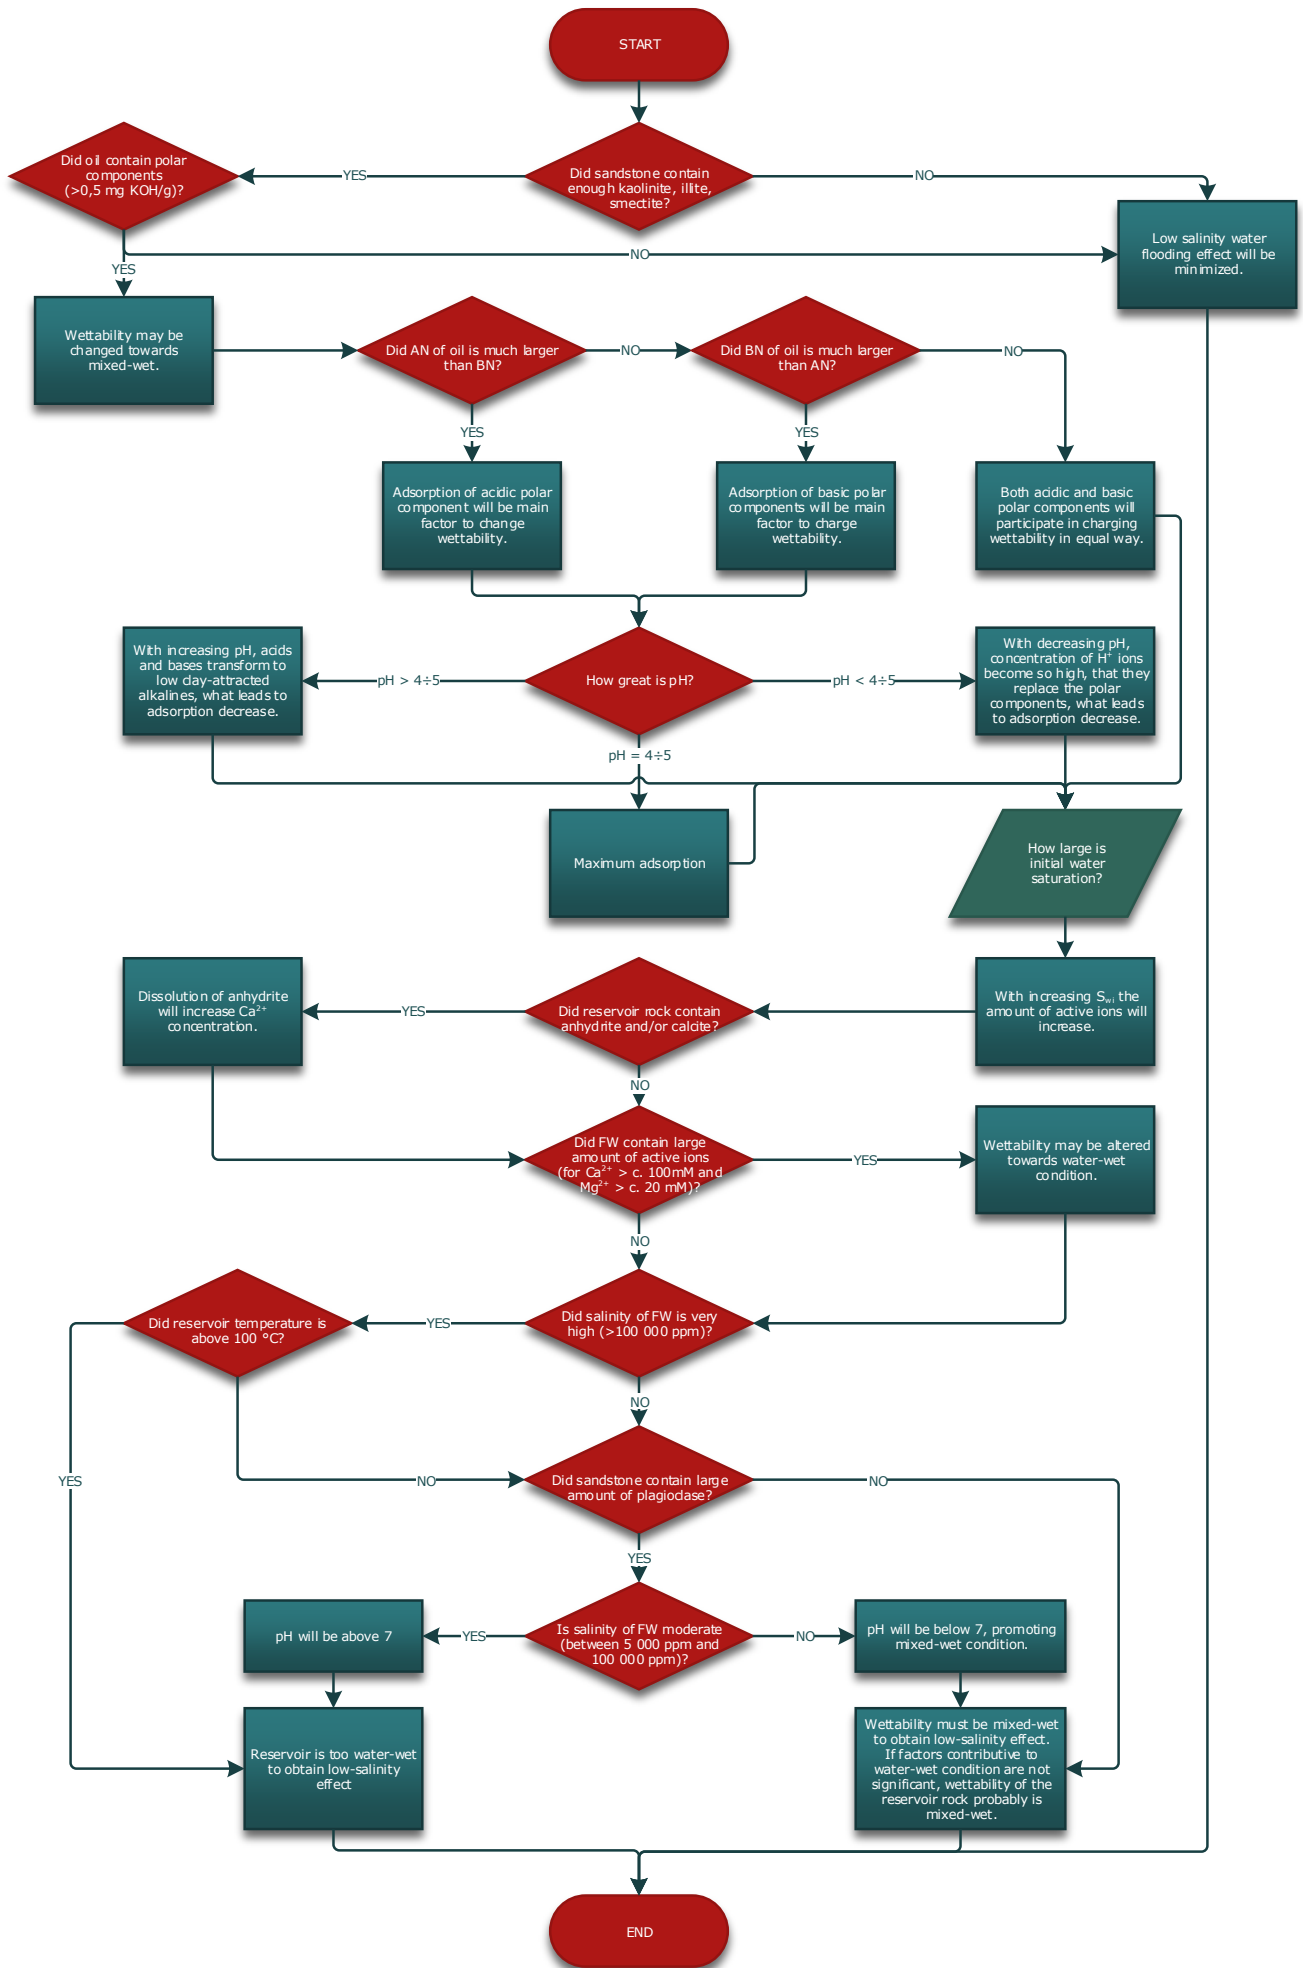 START
Did oil contain polar
components
(>0,5 mg KOH/g)?
YES
Did sandstone contain
enough kaolinite, illite,
smectite?
NO
Low salinity water
flooding effect will be
minimized.
NO
YES
Wettability may be
changed towards
mixed-wet.
Did AN of oil is much larger
than BN?
NO
Did BN of oil is much larger
than AN?
NO
YES
YES
Adsorption of acidic polar
component will be main
factor to change
wettability.
Adsorption of basic polar
components will be main
factor to charge
wettability.
Both acidic and basic
polar components will
participate in charging
wettability in equal way.
With increasing pH, acids
and bases transform to
low clay-attracted
alkalines, what leads to
adsorption decrease.
pH > 4÷5
How great is pH?
pH < 4÷5
With decreasing pH,
concentration of H⁺ ions
become so high, that they
replace the polar
components, what leads
to adsorption decrease.
pH = 4÷5
Maximum adsorption
How large is
initial water
saturation?
Dissolution of anhydrite
will increase Ca²⁺
concentration.
YES
Did reservoir rock contain
anhydrite and/or calcite?
With increasing Swi the
amount of active ions will
increase.
NO
Did FW contain large
amount of active ions
(for Ca²⁺ > c. 100mM and
Mg²⁺ > c. 20 mM)?
YES
Wettability may be altered
towards water-wet
condition.
NO
Did reservoir temperature is
above 100 °C?
YES
Did salinity of FW is very
high (>100 000 ppm)?
NO
YES
NO
Did sandstone contain large
amount of plagioclase?
NO
YES
pH will be above 7
YES
Is salinity of FW moderate
(between 5 000 ppm and
100 000 ppm)?
NO
pH will be below 7, promoting
mixed-wet condition.
Reservoir is too water-wet
to obtain low-salinity
effect
Wettability must be mixed-wet
to obtain low-salinity effect.
If factors contributive to
water-wet condition are not
significant, wettability of the
reservoir rock probably is
mixed-wet.
END